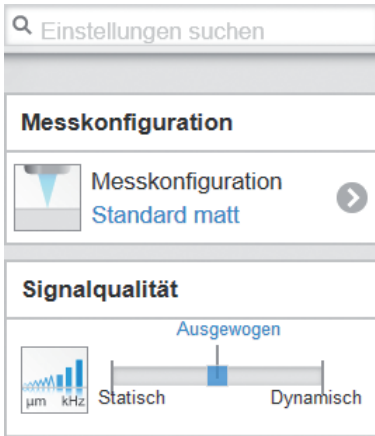 Einstellungen suchen
Messkonfiguration
Messkonfiguration
Standard matt
Signalqualität
Ausgewogen
µm kHz
Statisch Dynamisch